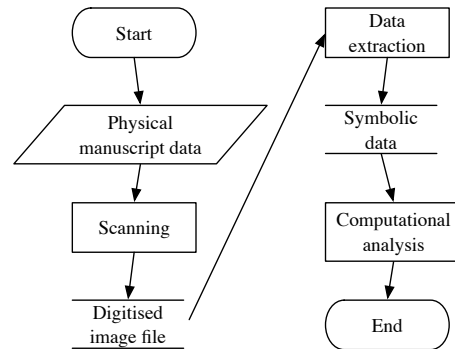 Start
Physical
manuscript data
Scanning
Digitised
image file
Data
extraction
Symbolic
data
Computational
analysis
End